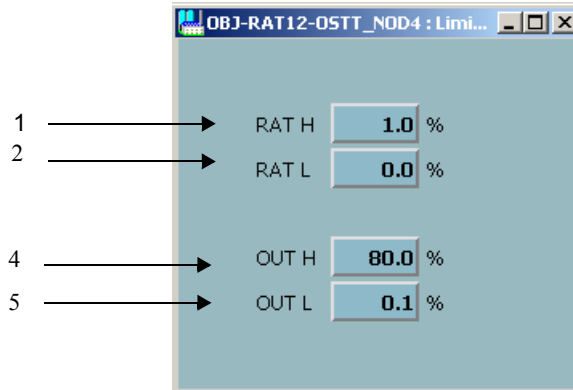 OBJ-RAT12-OSTT_NOD4 : Limi...
1 RAT H 1.0 %
2 RAT L 0.0 %
4 OUT H 80.0 %
5 OUT L 0.1 %